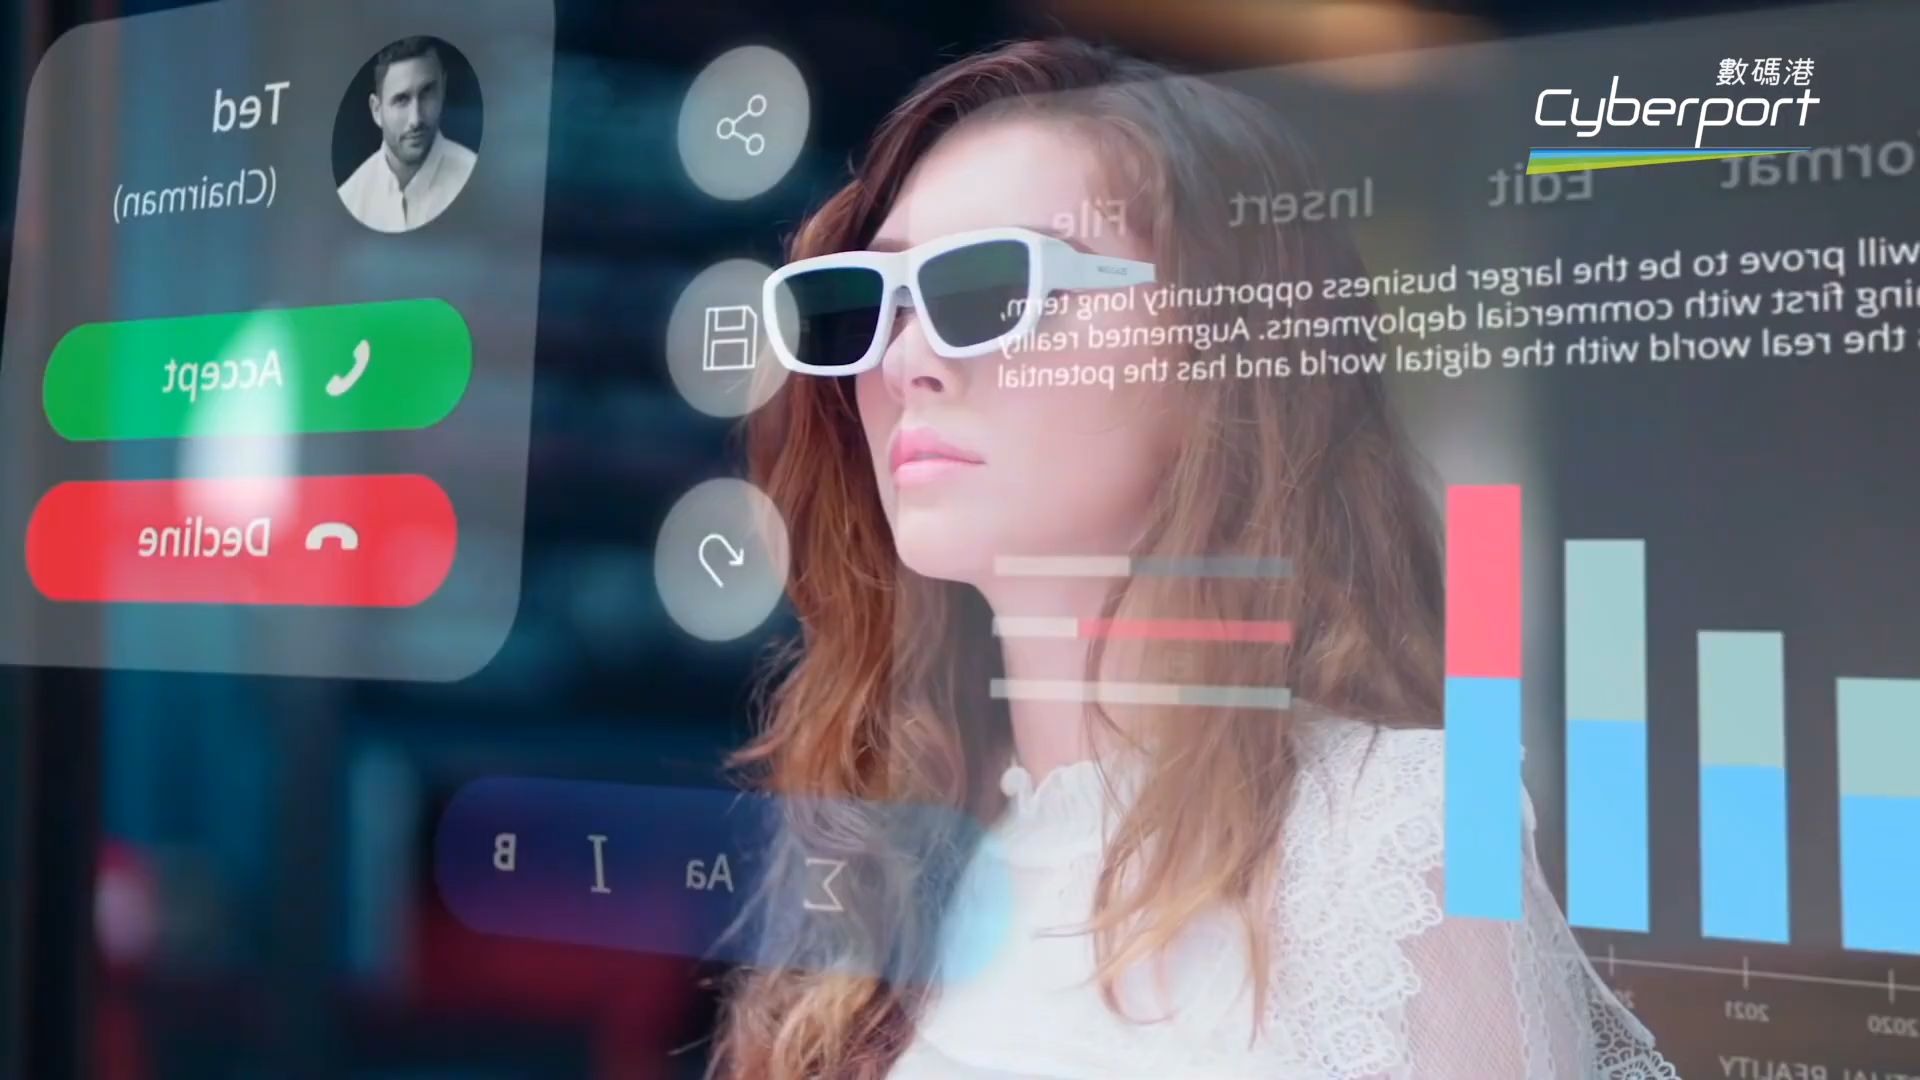 Ted
(Chairman)
Accept
Decline
數碼港
Cyberport
Format
Edit
Insert
File
will prove to be the larger business opportunity long term,
first with commercial deployments. Augmented reality
the real world with the digital world and has the potential
B
I
Aa
Σ
2021
2020
REALITY